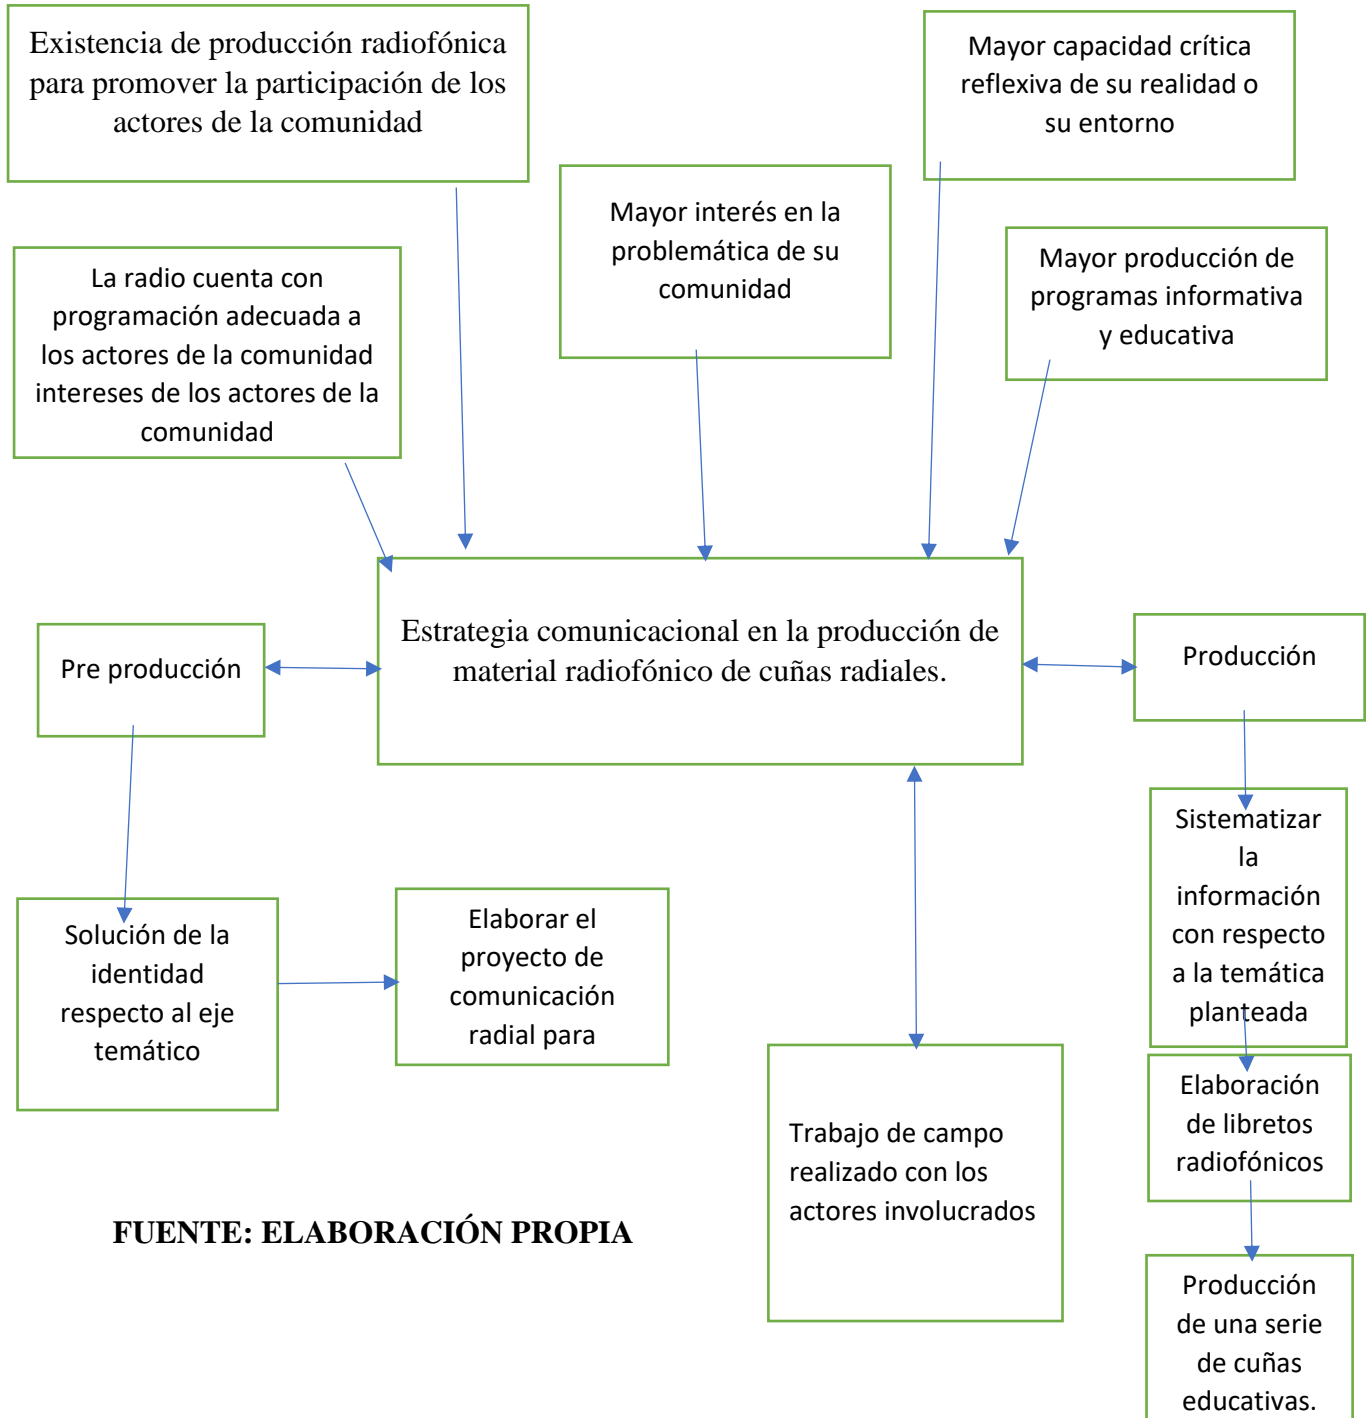 Existencia de producción radiofónica
para promover la participación de los
actores de la comunidad
Mayor capacidad crítica
reflexiva de su realidad o
su entorno
Mayor interés en la
problemática de su
comunidad
La radio cuenta con
programación adecuada a
los actores de la comunidad
intereses de los actores de la
comunidad
Mayor producción de
programas informativa
y educativa
Estrategia comunicacional en la producción de
material radiofónico de cuñas radiales.
Pre producción
Producción
Solución de la
identidad
respecto al eje
temático
Elaborar el
proyecto de
comunicación
radial para
Trabajo de campo
realizado con los
actores involucrados
Sistematizar
la
información
con respecto
a la temática
planteada
Elaboración
de libretos
radiofónicos
Producción
de una serie
de cuñas
educativas.
FUENTE: ELABORACIÓN PROPIA